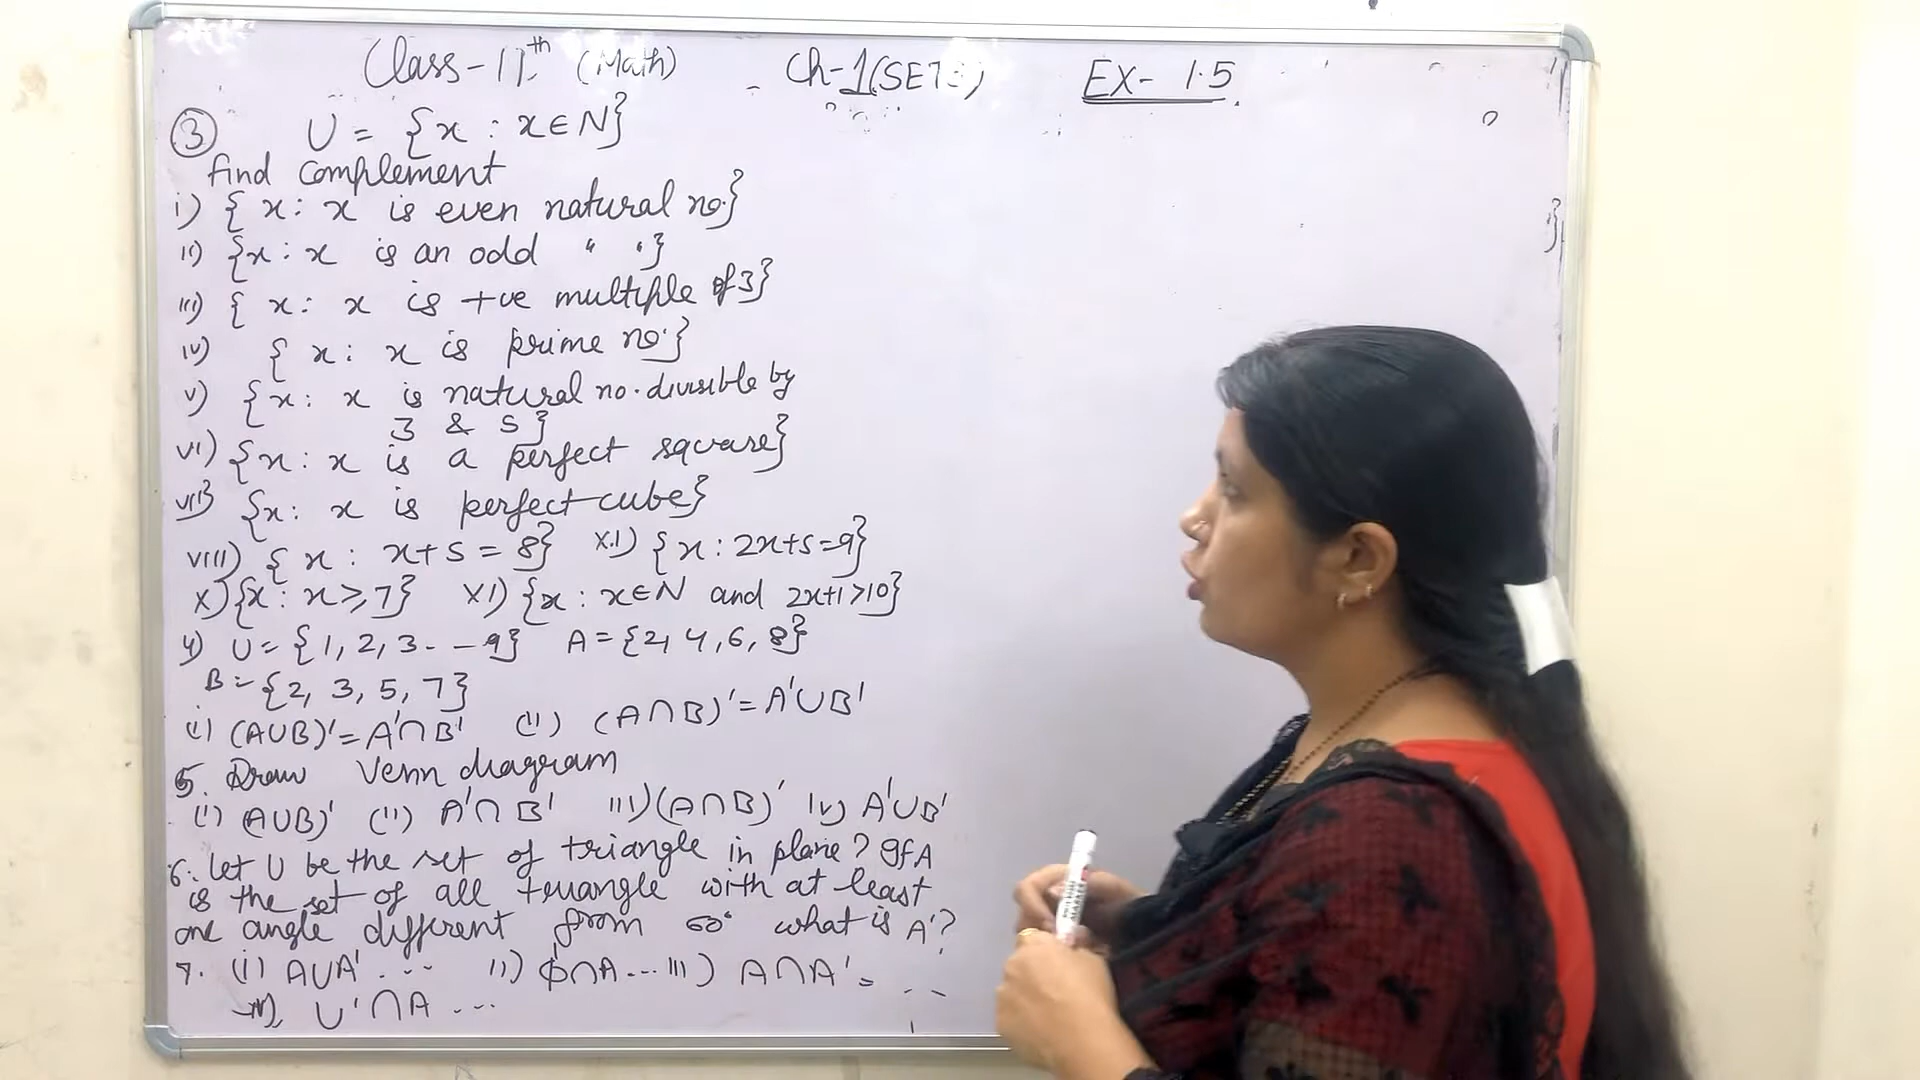 Class-11th (Math) Ch-1(SETS) EX- 1.5
③ U = {x : x∈N}
find complement
i) {x: x is even natural no.}
ii) {x: x is an odd " "}
iii) {x: x is +ve multiple of 3}
iv) {x: x is prime no.}
v) {x: x is natural no. divisible by
3 & 5}
vi) {x: x is a perfect square}
vii) {x: x is perfect cube}
viii) {x: x+5 = 8} x.i) {x: 2x+5=9}
x) {x: x⩾7} xi) {x: x∈N and 2x+1>10}
4) U={1,2,3- - 9} A={2,4,6,8}
B={2, 3, 5, 7}
(i) (A∪B)'=A'∩B' (ii) (A∩B)'=A'∪B'
5. Draw Venn diagram
(i) (A∪B)' (ii) A'∩B' iii) (A∩B)' iv) A'∪B'
6. Let U be the set of triangle in plane? If A
is the set of all triangle with at least
one angle different from 60° what is A'?
7. (i) A∪A' ... ii) ϕ'∩A ... iii) A∩A' = ...
iv) U'∩A ...
}